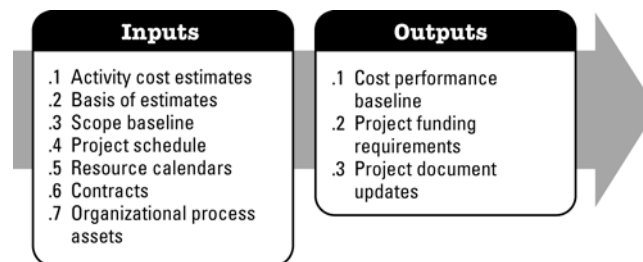 Inputs
.1 Activity cost estimates
.2 Basis of estimates
.3 Scope baseline
.4 Project schedule
.5 Resource calendars
.6 Contracts
.7 Organizational process
assets
Outputs
.1 Cost performance
baseline
.2 Project funding
requirements
.3 Project document
updates